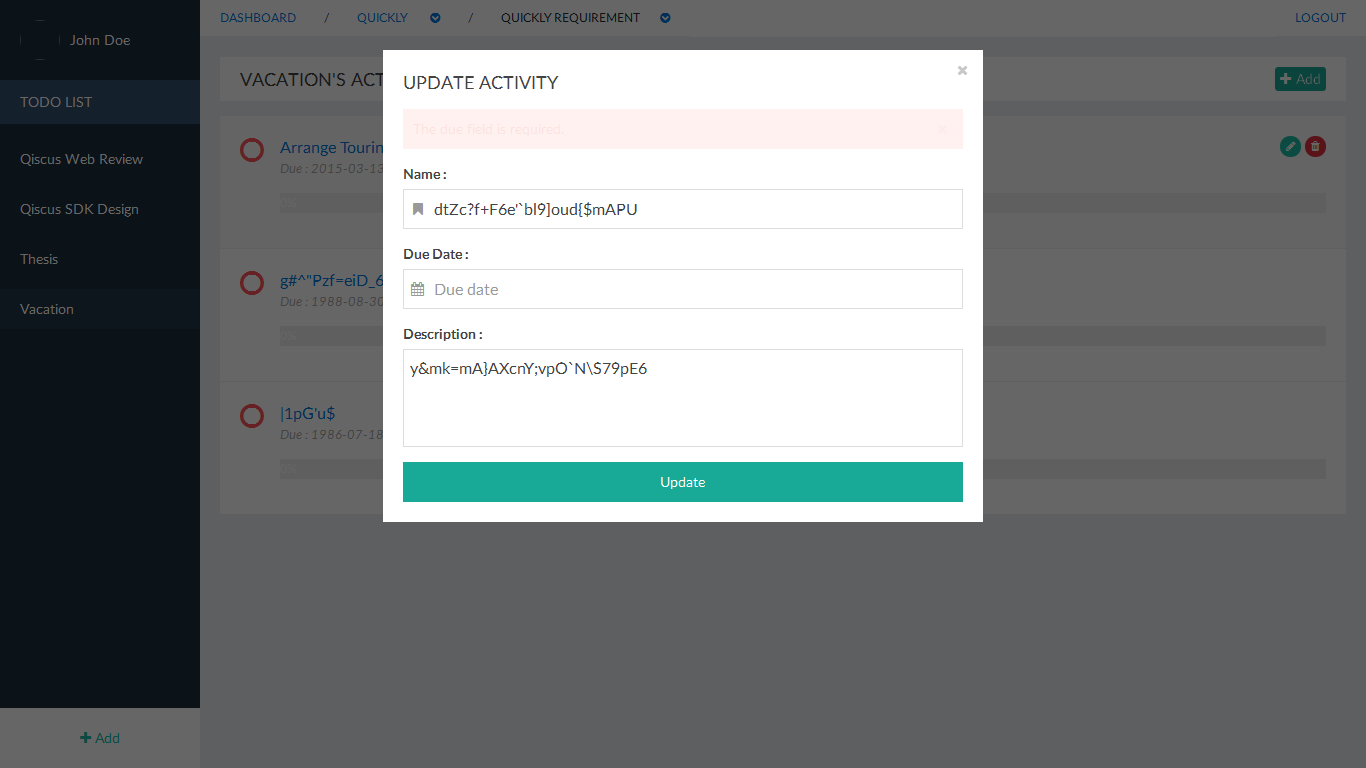 John Doe
TODO LIST
Qiscus Web Review
Qiscus SDK Design
Thesis
Vacation
Add
DASHBOARD / QUICKLY / QUICKLY REQUIREMENT
LOGOUT
VACATION'S ACT
Add
Arrange Tourin
Due : 2015-03-13
0%
g#^"Pzf=eiD_6
Due : 1988-08-30
0%
|1pG'u$
Due : 1986-07-18
0%
UPDATE ACTIVITY
The due field is required.
Name :
dtZc?f+F6e'`bl9]oud{$mAPU
Due Date :
Due date
Description :
y&mk=mA}AXcnY;vpO`N\S79pE6
Update